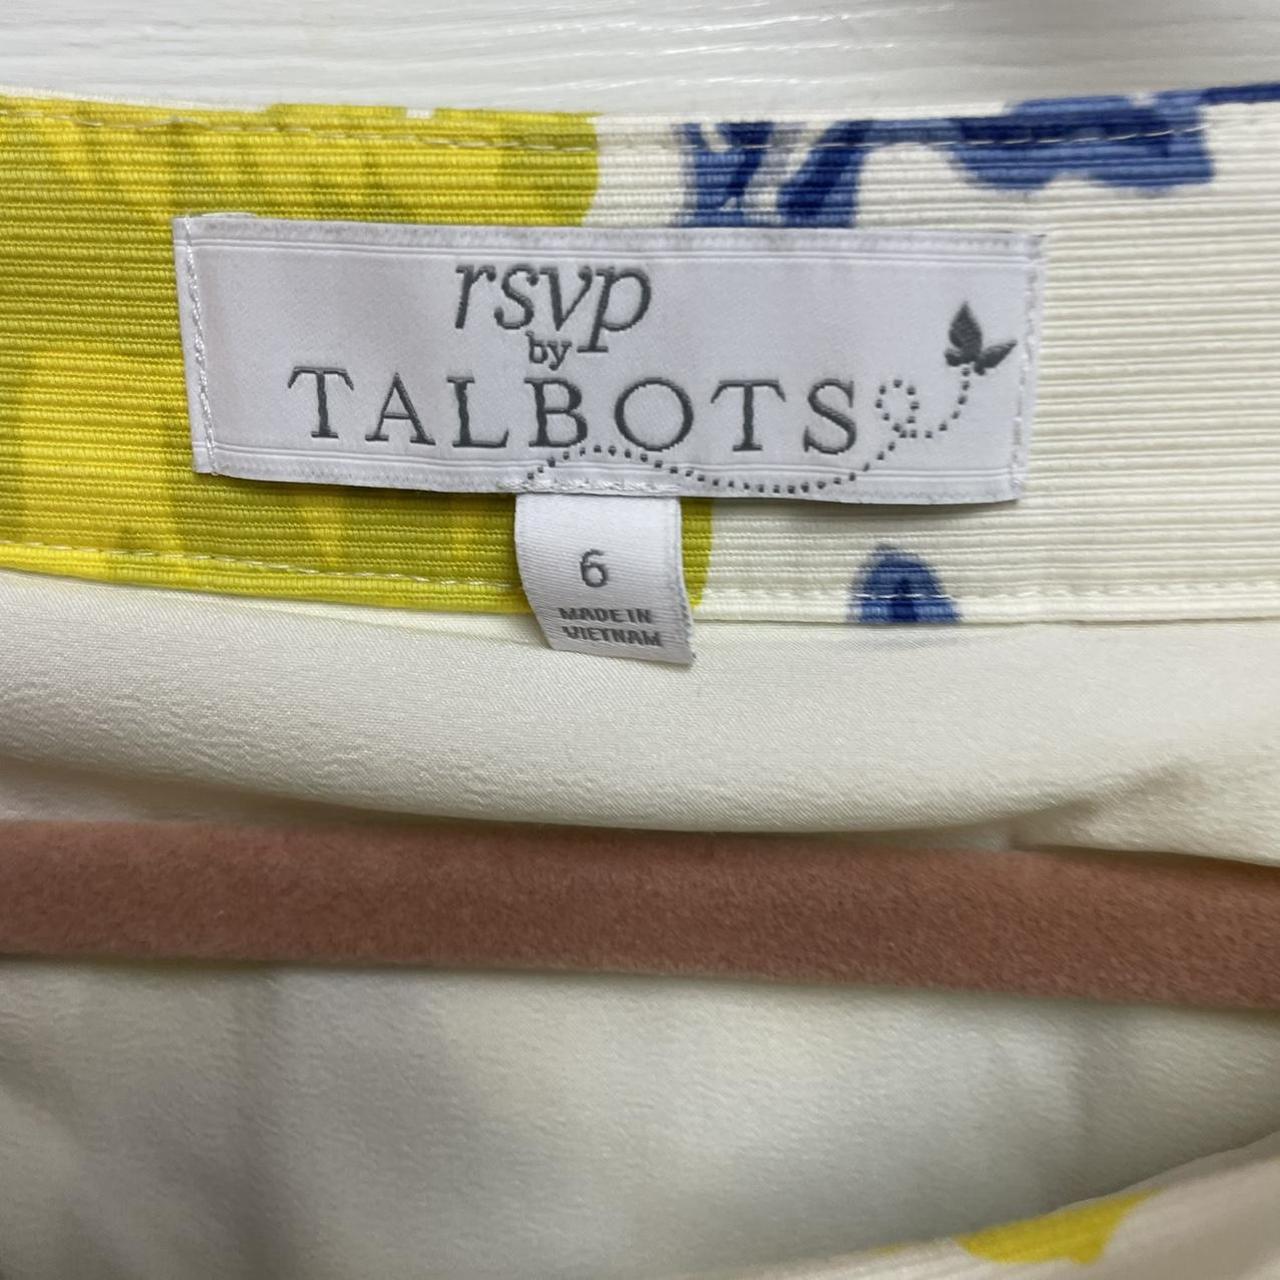 rsvp
by
TALBOTS
6
MADE IN
VIETNAM